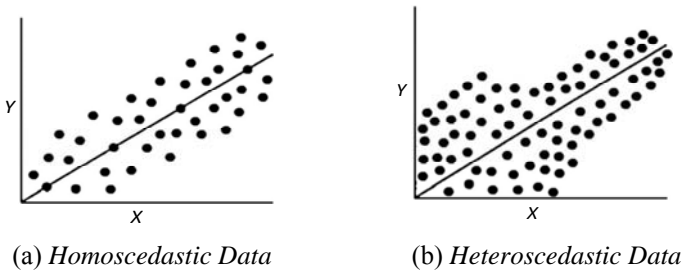 Y
X
(a) Homoscedastic Data
Y
X
(b) Heteroscedastic Data